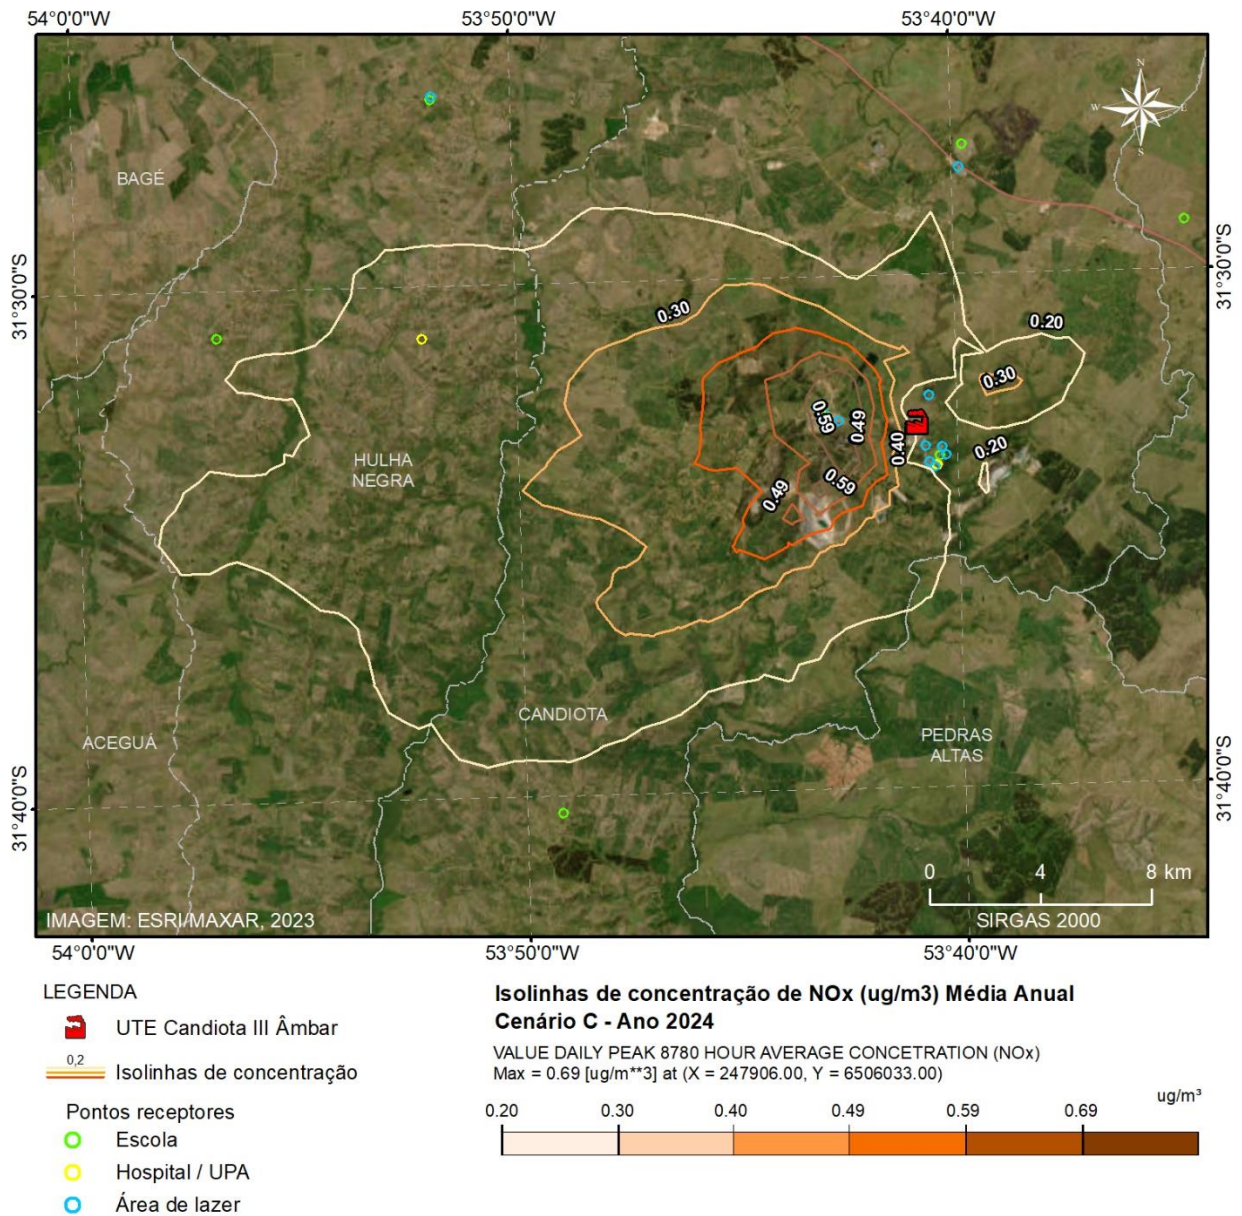 54°0'0"W
53°50'0"W
53°40'0"W
N
W
E
S
BAGÉ
31°30'0"S
31°30'0"S
0.30
0.20
0.30
0.59
0.49
0.40
0.20
HULHA
NEGRA
0.49
0.59
CANDIOTA
ACEGUÁ
PEDRAS
ALTAS
31°40'0"S
31°40'0"S
0
4
8 km
IMAGEM: ESRI/MAXAR, 2023
SIRGAS 2000
54°0'0"W
53°50'0"W
53°40'0"W
LEGENDA
UTE Candiota III Âmbar
0,2
Isolinhas de concentração
Pontos receptores
Escola
Hospital / UPA
Área de lazer
Isolinhas de concentração de NOx (ug/m3) Média Anual
Cenário C - Ano 2024
VALUE DAILY PEAK 8780 HOUR AVERAGE CONCETRATION (NOx)
Max = 0.69 [ug/m**3] at (X = 247906.00, Y = 6506033.00)
ug/m³
0.20
0.30
0.40
0.49
0.59
0.69